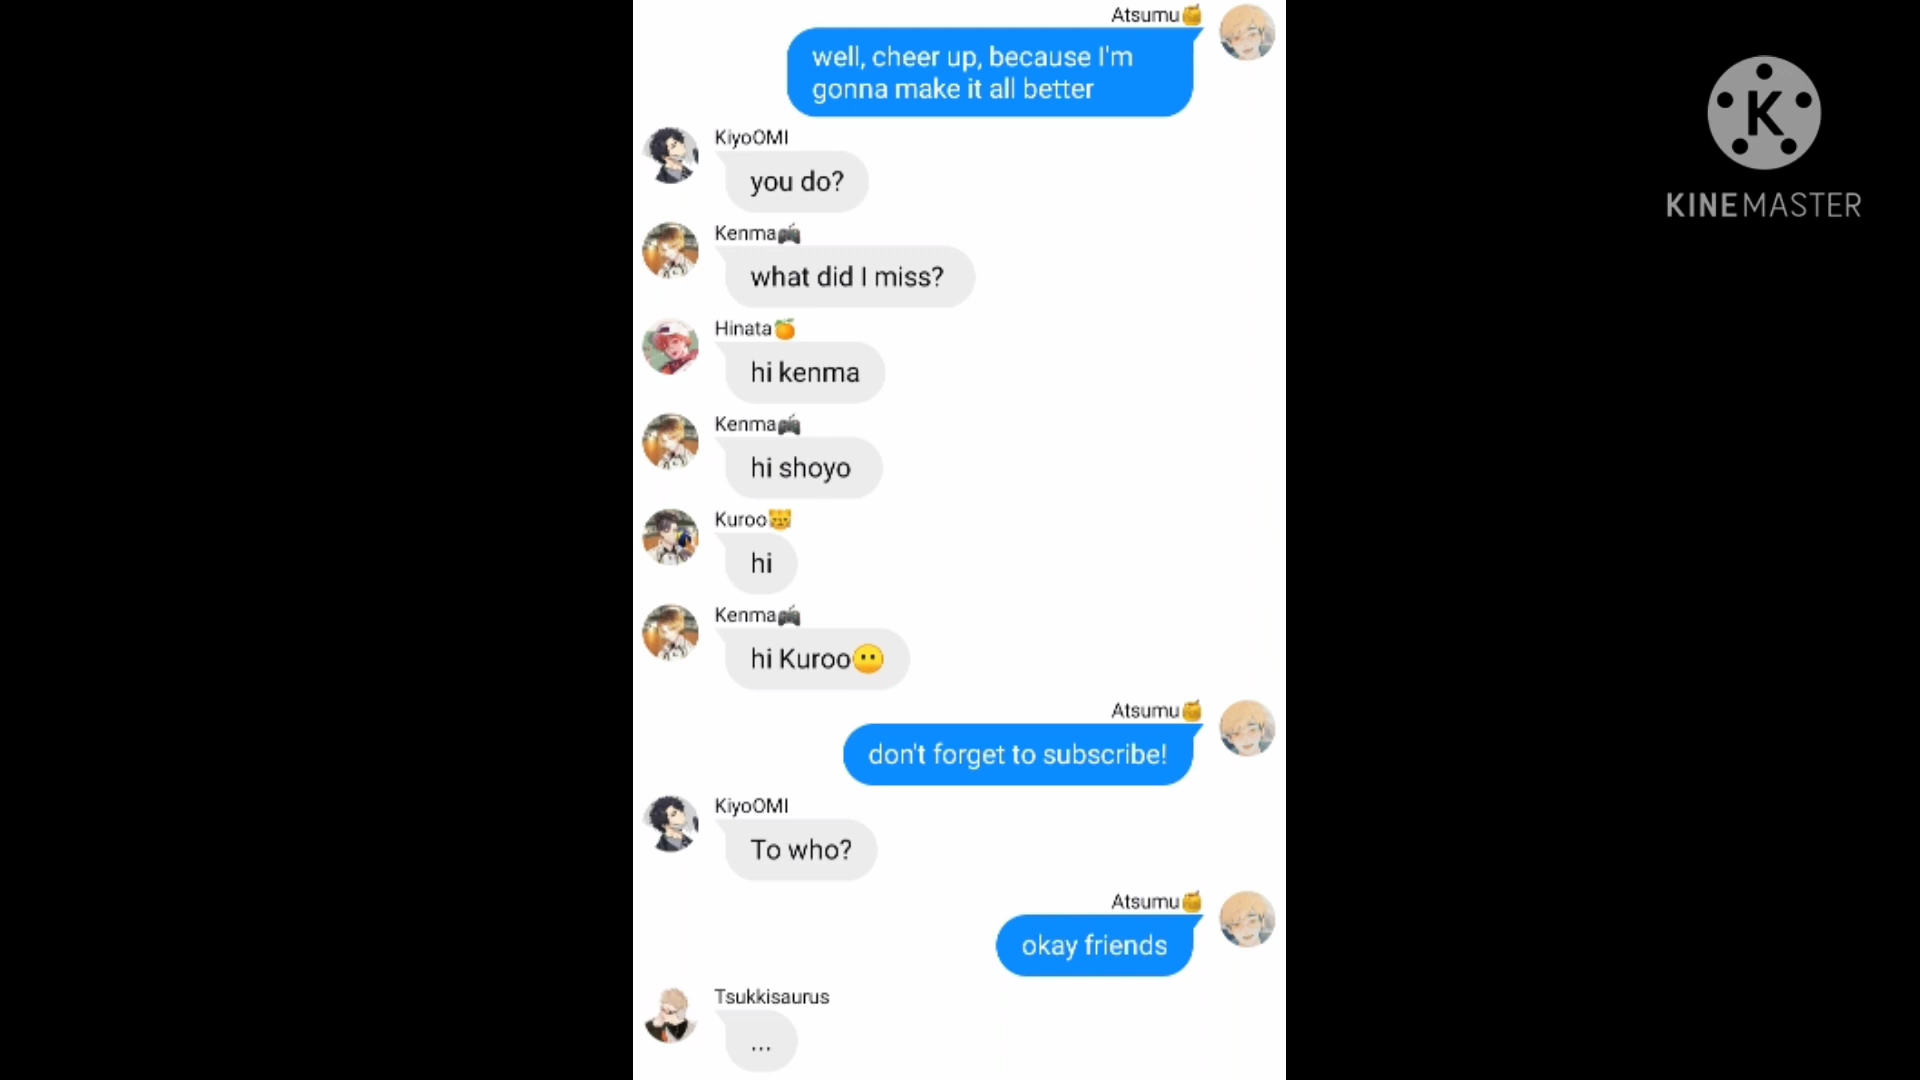 Atsumu🍯
well, cheer up, because I'm
gonna make it all better
KiyoOMI
you do?
Kenma🎮
what did I miss?
Hinata🍊
hi kenma
Kenma🎮
hi shoyo
Kuroo🐱
hi
Kenma🎮
hi Kuroo😶
Atsumu🍯
don't forget to subscribe!
KiyoOMI
To who?
Atsumu🍯
okay friends
Tsukkisaurus
...
K
KINEMASTER